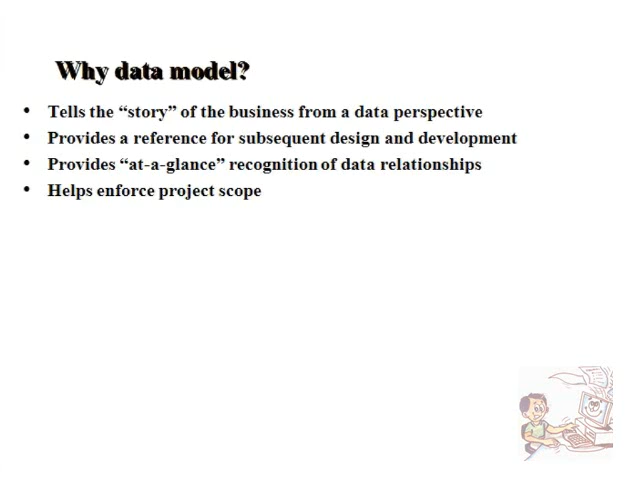 Why data model?
• Tells the “story” of the business from a data perspective
• Provides a reference for subsequent design and development
• Provides “at-a-glance” recognition of data relationships
• Helps enforce project scope